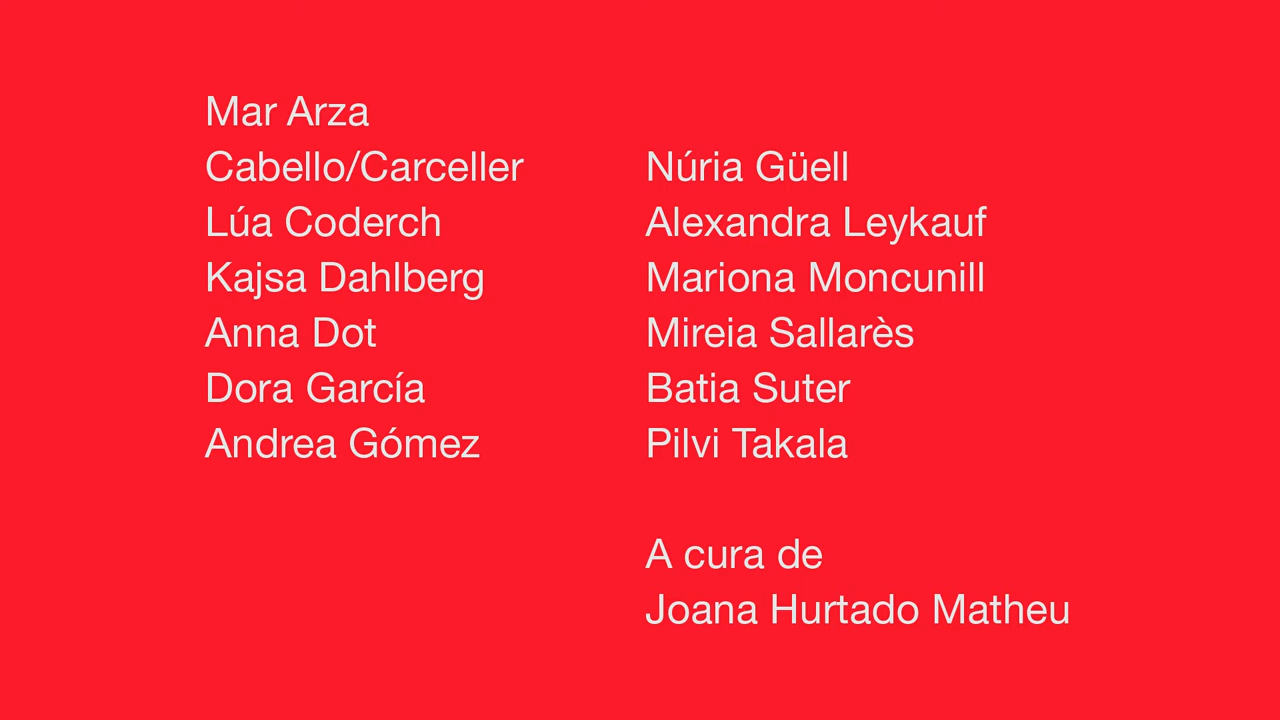 Mar Arza
Cabello/Carceller
Lúa Coderch
Kajsa Dahlberg
Anna Dot
Dora García
Andrea Gómez
Núria Güell
Alexandra Leykauf
Mariona Moncunill
Mireia Sallarès
Batia Suter
Pilvi Takala
A cura de
Joana Hurtado Matheu